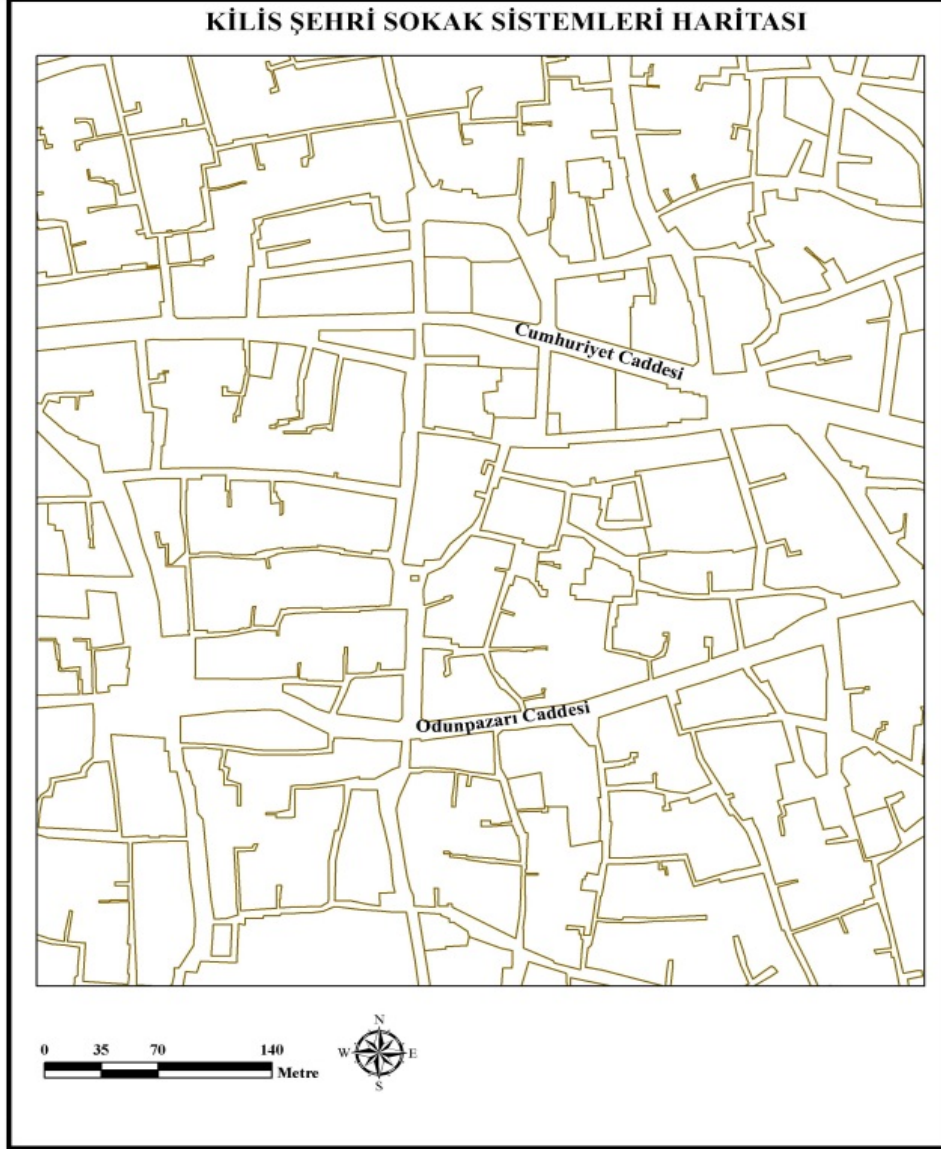 KİLİS ŞEHRİ SOKAK SİSTEMLERİ HARİTASI
Cumhuriyet Caddesi
Odunpazarı Caddesi
0 35 70 140
Metre
N
W E
S